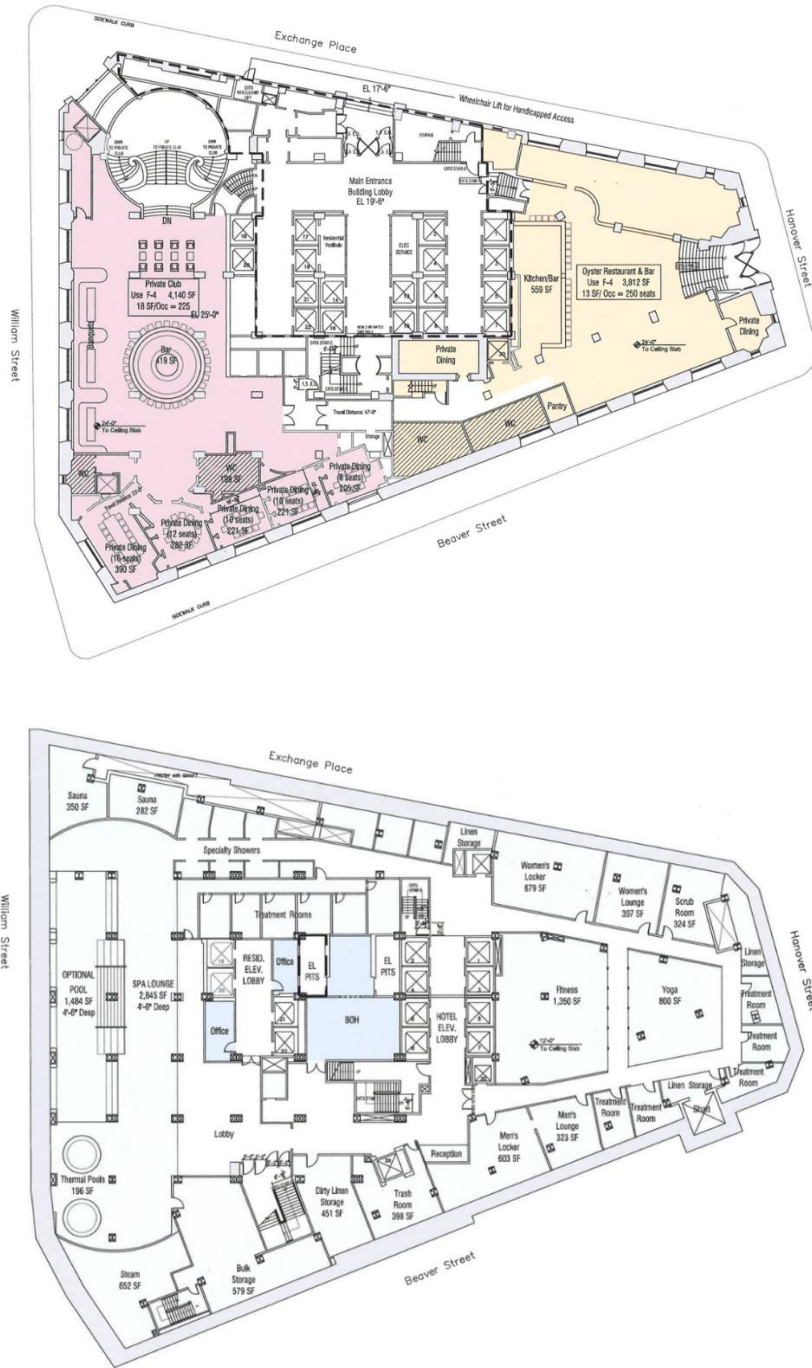 SIDEWALK CURB
Exchange Place
EL 17'-6"
Wheelchair Lift for Handicapped Access
Hanover Street
William Street
DN
Main Entrance
Building Lobby
EL 19'-6"
Residential
Vestibule
ELEC
SERVICE
STORAGE
Private Club
Use F-4 4,140 SF
18 SF/Occ = 225
EL 25'-0"
Banquets
Bar
419 SF
Kitchen/Bar
559 SF
Oyster Restaurant & Bar
Use F-4 3,812 SF
13 SF/Occ = 250 seats
24'-0"
To Ceiling Slab
Private
Dining
Private
Dining
Pantry
WC
WC
Travel Distance
Storage
24'-0"
To Ceiling Slab
WC
WC
198 SF
Private Dining
(8 seats)
205 SF
Private Dining
(10 seats)
221 SF
Private Dining
(10 seats)
221 SF
Private Dining
(12 seats)
282 SF
Private Dining
(16 seats)
390 SF
Beaver Street
SIDEWALK CURB
Exchange Place
FRESH AIR SHAFT
Sauna
350 SF
Sauna
282 SF
Specialty Showers
Linen
Storage
Women's
Locker
679 SF
Women's
Lounge
397 SF
Scrub
Room
324 SF
Linen
Storage
Hanover Street
William Street
Treatment Rooms
OPTIONAL
POOL
1,484 SF
4'-6" Deep
SPA LOUNGE
2,845 SF
4'-6" Deep
RESID.
ELEV.
LOBBY
Office
EL
PITS
EL
PITS
Office
BOH
HOTEL
ELEV.
LOBBY
Fitness
1,350 SF
12'-0"
To Ceiling Slab
Yoga
800 SF
Treatment
Room
Treatment
Room
Treatment
Room
Linen Storage
Shaft
Treatment
Room
Treatment
Room
Men's
Lounge
323 SF
Men's
Locker
603 SF
Reception
Lobby
Thermal Pools
196 SF
Dirty Linen
Storage
451 SF
Trash
Room
398 SF
Bulk
Storage
579 SF
Steam
652 SF
Beaver Street